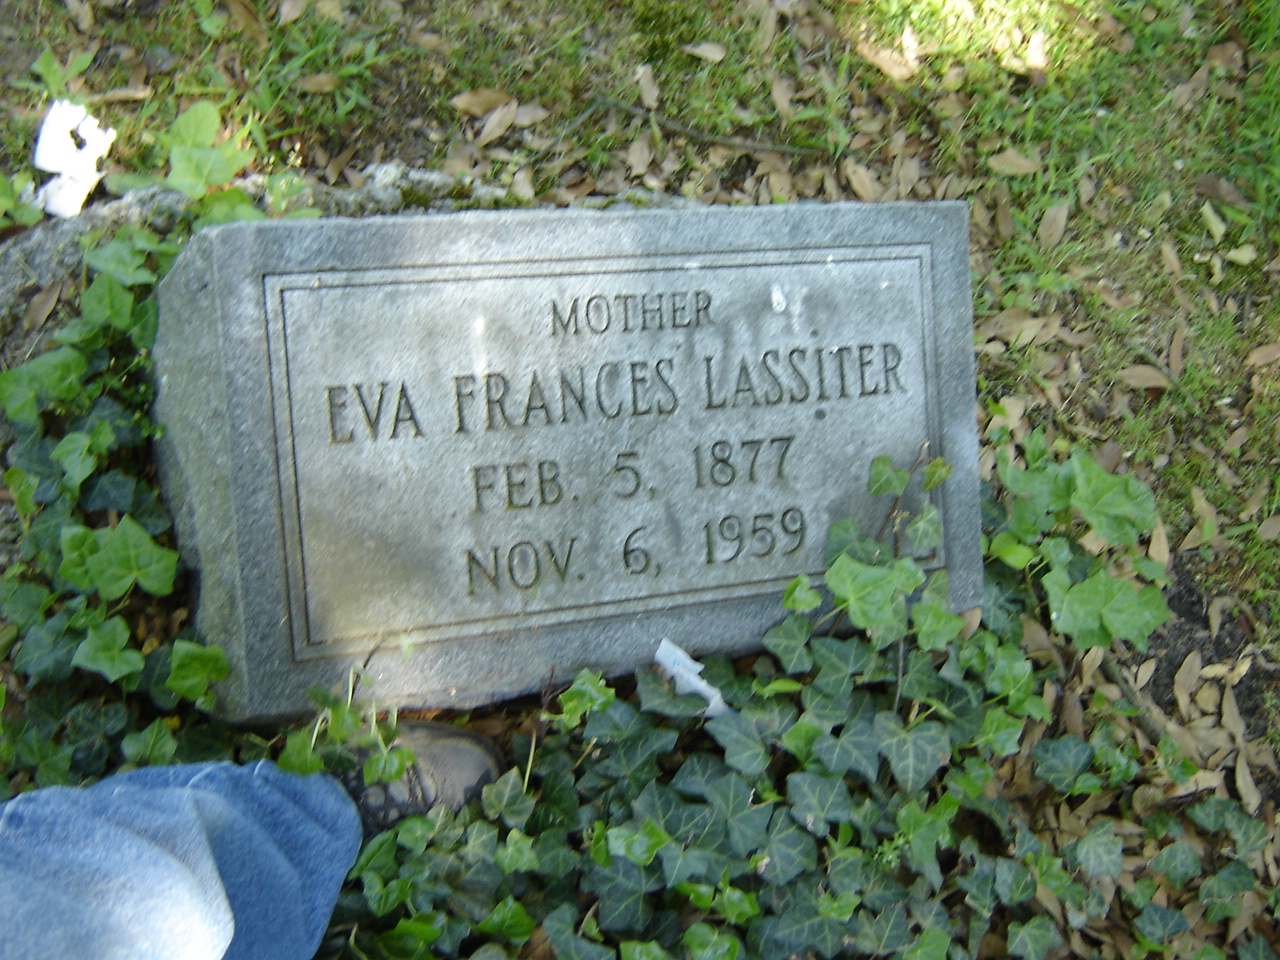 MOTHER
EVA FRANCES LASSITER
FEB. 5, 1877
NOV. 6, 1959